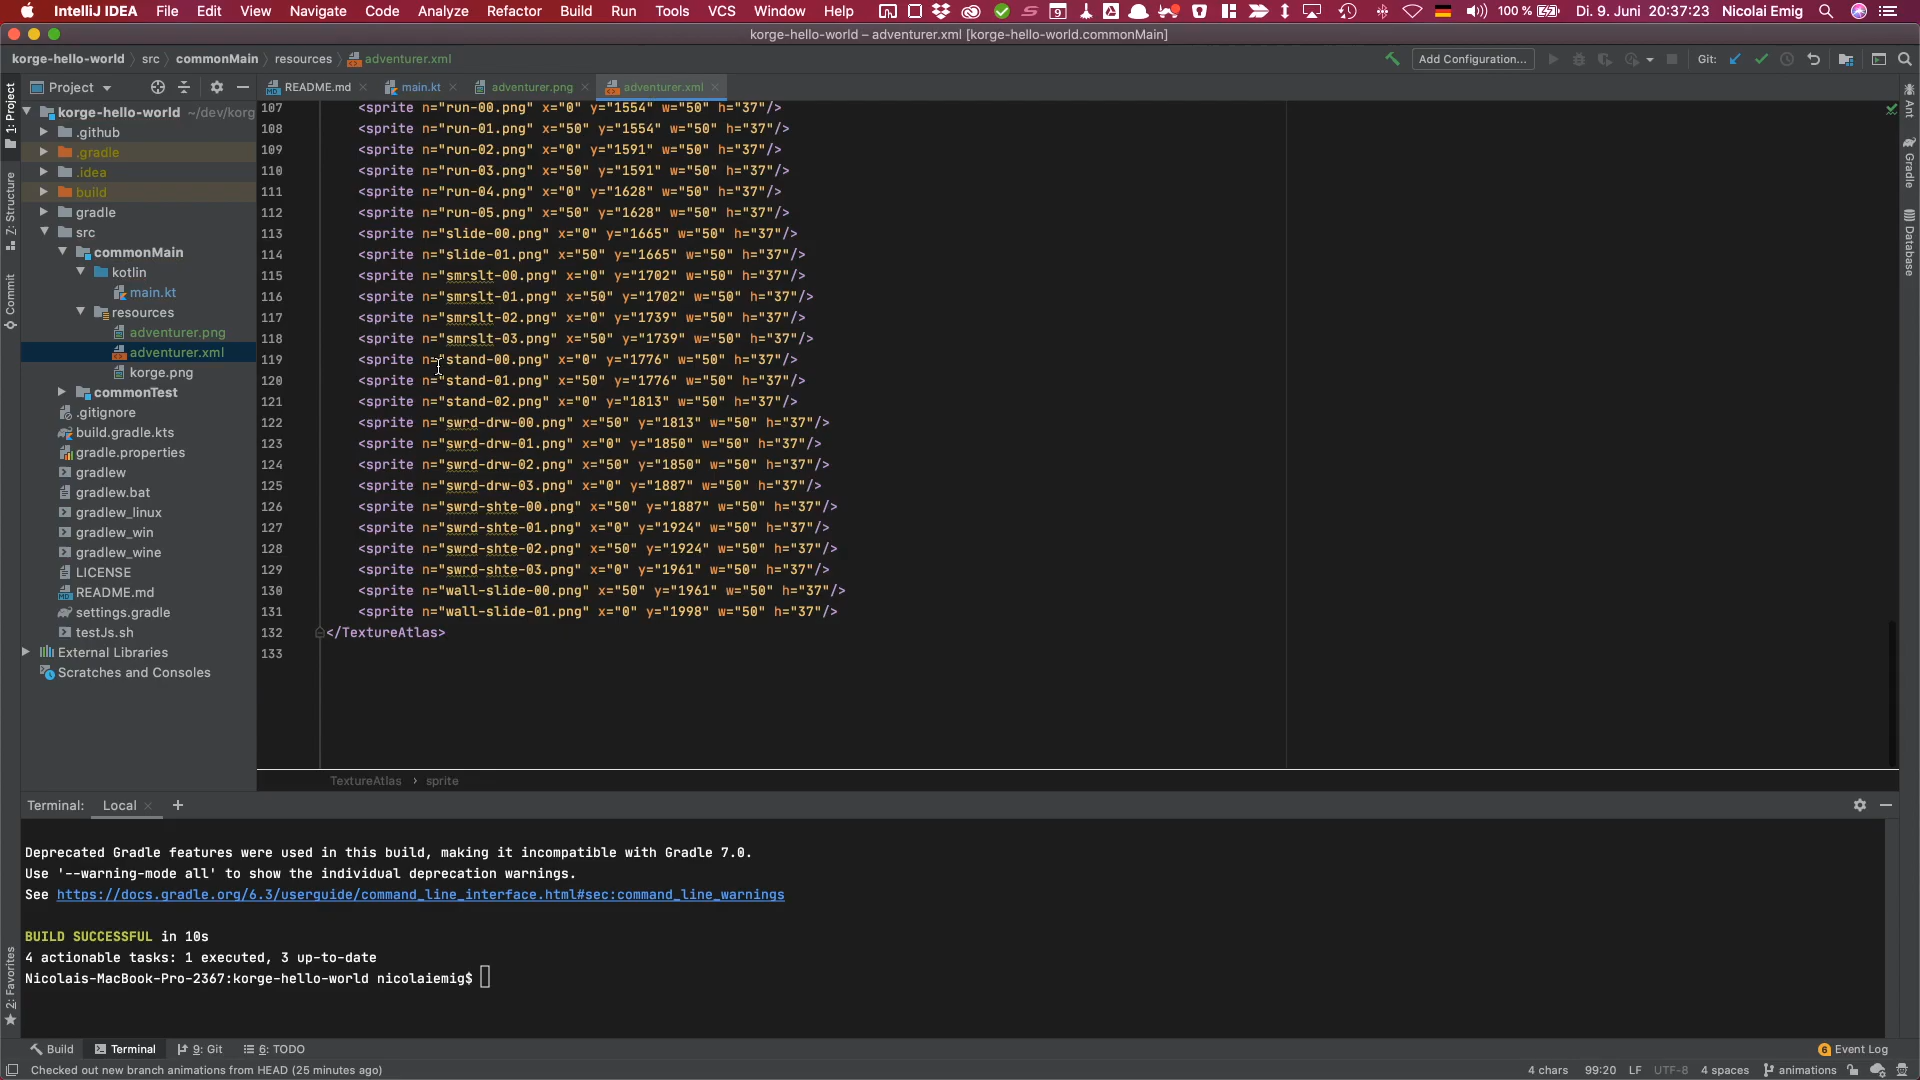 IntelliJ IDEA File Edit View Navigate Code Analyze Refactor Build Run Tools VCS Window Help 9 100 % Di. 9. Juni 20:37:23 Nicolai Emig
korge-hello-world – adventurer.xml [korge-hello-world.commonMain]
korge-hello-world src commonMain resources adventurer.xml Add Configuration... Git:
Project README.md main.kt adventurer.png adventurer.xml
1: Project
Z: Structure
Commit
2: Favorites
korge-hello-world ~/dev/korg
.github
.gradle
.idea
build
gradle
src
commonMain
kotlin
main.kt
resources
adventurer.png
adventurer.xml
korge.png
commonTest
.gitignore
build.gradle.kts
gradle.properties
gradlew
gradlew.bat
gradlew_linux
gradlew_win
gradlew_wine
LICENSE
README.md
settings.gradle
testJs.sh
External Libraries
Scratches and Consoles
107 <sprite n="run-00.png" x="0" y="1554" w="50" h="37"/>
108 <sprite n="run-01.png" x="50" y="1554" w="50" h="37"/>
109 <sprite n="run-02.png" x="0" y="1591" w="50" h="37"/>
110 <sprite n="run-03.png" x="50" y="1591" w="50" h="37"/>
111 <sprite n="run-04.png" x="0" y="1628" w="50" h="37"/>
112 <sprite n="run-05.png" x="50" y="1628" w="50" h="37"/>
113 <sprite n="slide-00.png" x="0" y="1665" w="50" h="37"/>
114 <sprite n="slide-01.png" x="50" y="1665" w="50" h="37"/>
115 <sprite n="smrslt-00.png" x="0" y="1702" w="50" h="37"/>
116 <sprite n="smrslt-01.png" x="50" y="1702" w="50" h="37"/>
117 <sprite n="smrslt-02.png" x="0" y="1739" w="50" h="37"/>
118 <sprite n="smrslt-03.png" x="50" y="1739" w="50" h="37"/>
119 <sprite n="stand-00.png" x="0" y="1776" w="50" h="37"/>
120 <sprite n="stand-01.png" x="50" y="1776" w="50" h="37"/>
121 <sprite n="stand-02.png" x="0" y="1813" w="50" h="37"/>
122 <sprite n="swrd-drw-00.png" x="50" y="1813" w="50" h="37"/>
123 <sprite n="swrd-drw-01.png" x="0" y="1850" w="50" h="37"/>
124 <sprite n="swrd-drw-02.png" x="50" y="1850" w="50" h="37"/>
125 <sprite n="swrd-drw-03.png" x="0" y="1887" w="50" h="37"/>
126 <sprite n="swrd-shte-00.png" x="50" y="1887" w="50" h="37"/>
127 <sprite n="swrd-shte-01.png" x="0" y="1924" w="50" h="37"/>
128 <sprite n="swrd-shte-02.png" x="50" y="1924" w="50" h="37"/>
129 <sprite n="swrd-shte-03.png" x="0" y="1961" w="50" h="37"/>
130 <sprite n="wall-slide-00.png" x="50" y="1961" w="50" h="37"/>
131 <sprite n="wall-slide-01.png" x="0" y="1998" w="50" h="37"/>
132 </TextureAtlas>
133
TextureAtlas › sprite
Ant
Gradle
Database
Terminal: Local +
Deprecated Gradle features were used in this build, making it incompatible with Gradle 7.0.
Use '--warning-mode all' to show the individual deprecation warnings.
See https://docs.gradle.org/6.3/userguide/command_line_interface.html#sec:command_line_warnings
BUILD SUCCESSFUL in 10s
4 actionable tasks: 1 executed, 3 up-to-date
Nicolais-MacBook-Pro-2367:korge-hello-world nicolaiemig$
Build Terminal 9: Git 6: TODO 6 Event Log
Checked out new branch animations from HEAD (25 minutes ago) 4 chars 99:20 LF UTF-8 4 spaces animations